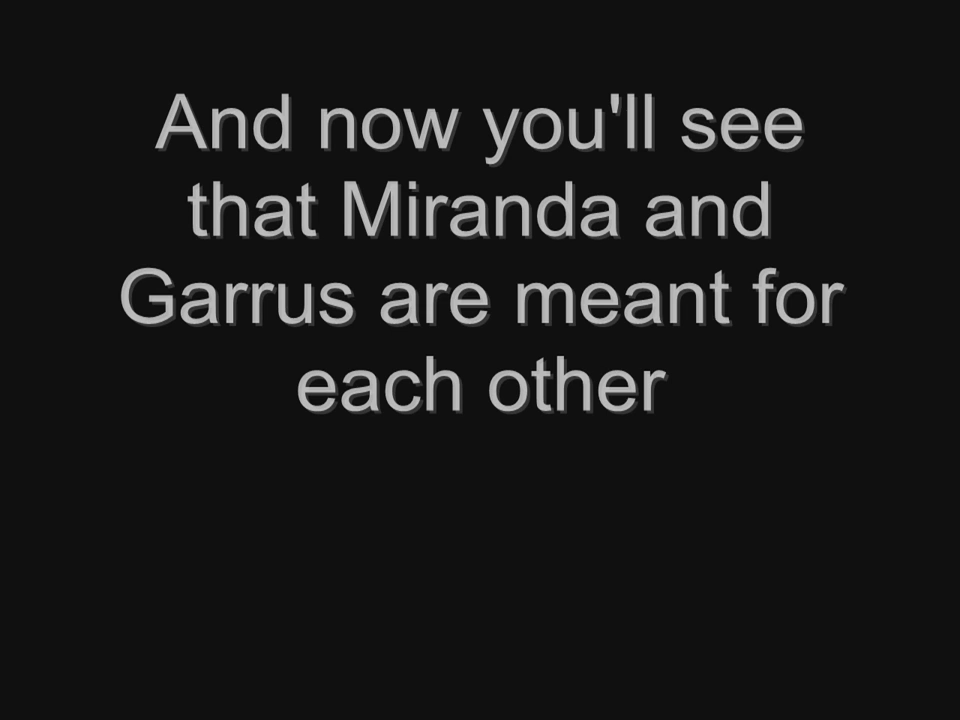 And now you'll see
that Miranda and
Garrus are meant for
each other